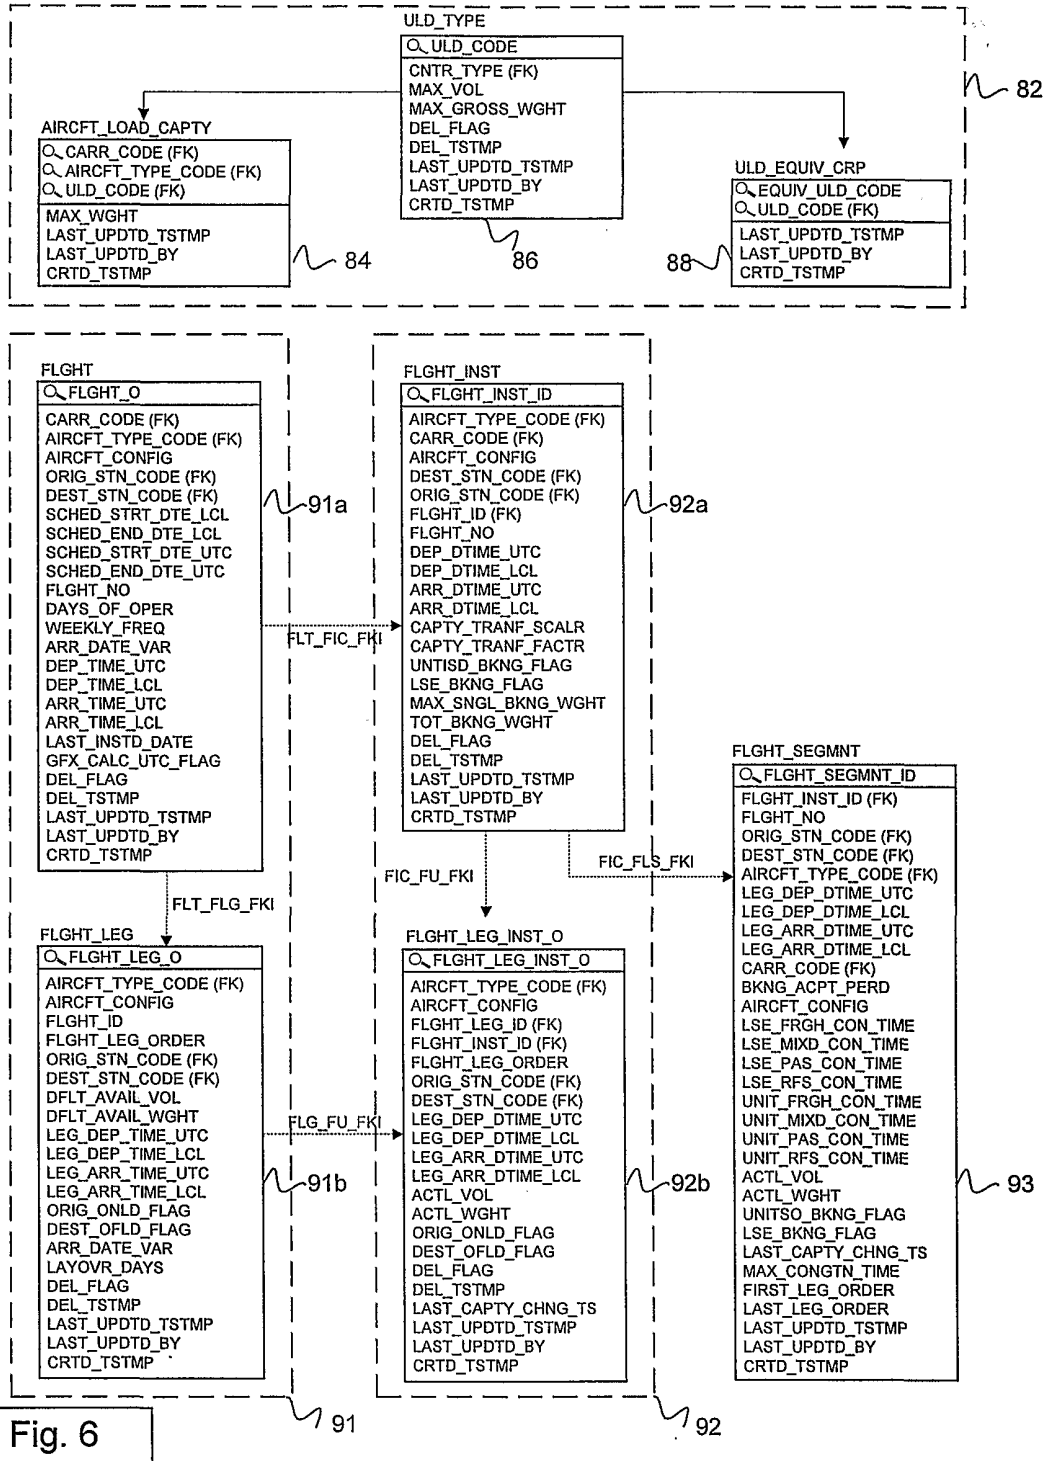 ULD_TYPE
ULD_CODE
CNTR_TYPE (FK)
MAX_VOL
MAX_GROSS_WGHT
DEL_FLAG
DEL_TSTMP
LAST_UPDTD_TSTMP
LAST_UPDTD_BY
CRTD_TSTMP
86
82
AIRCFT_LOAD_CAPTY
CARR_CODE (FK)
AIRCFT_TYPE_CODE (FK)
ULD_CODE (FK)
MAX_WGHT
LAST_UPDTD_TSTMP
LAST_UPDTD_BY
CRTD_TSTMP
84
ULD_EQUIV_CRP
EQUIV_ULD_CODE
ULD_CODE (FK)
LAST_UPDTD_TSTMP
LAST_UPDTD_BY
CRTD_TSTMP
88
FLGHT
FLGHT_O
CARR_CODE (FK)
AIRCFT_TYPE_CODE (FK)
AIRCFT_CONFIG
ORIG_STN_CODE (FK)
DEST_STN_CODE (FK)
SCHED_STRT_DTE_LCL
SCHED_END_DTE_LCL
SCHED_STRT_DTE_UTC
SCHED_END_DTE_UTC
FLGHT_NO
DAYS_OF_OPER
WEEKLY_FREQ
ARR_DATE_VAR
DEP_TIME_UTC
DEP_TIME_LCL
ARR_TIME_UTC
ARR_TIME_LCL
LAST_INSTD_DATE
GFX_CALC_UTC_FLAG
DEL_FLAG
DEL_TSTMP
LAST_UPDTD_TSTMP
LAST_UPDTD_BY
CRTD_TSTMP
91a
FLT_FIC_FKI
FLT_FLG_FKI
FLGHT_INST
FLGHT_INST_ID
AIRCFT_TYPE_CODE (FK)
CARR_CODE (FK)
AIRCFT_CONFIG
DEST_STN_CODE (FK)
ORIG_STN_CODE (FK)
FLGHT_ID (FK)
FLGHT_NO
DEP_DTIME_UTC
DEP_DTIME_LCL
ARR_DTIME_UTC
ARR_DTIME_LCL
CAPTY_TRANF_SCALR
CAPTY_TRANF_FACTR
UNTISD_BKNG_FLAG
LSE_BKNG_FLAG
MAX_SNGL_BKNG_WGHT
TOT_BKNG_WGHT
DEL_FLAG
DEL_TSTMP
LAST_UPDTD_TSTMP
LAST_UPDTD_BY
CRTD_TSTMP
92a
FIC_FU_FKI
FIC_FLS_FKI
FLGHT_LEG
FLGHT_LEG_O
AIRCFT_TYPE_CODE (FK)
AIRCFT_CONFIG
FLGHT_ID
FLGHT_LEG_ORDER
ORIG_STN_CODE (FK)
DEST_STN_CODE (FK)
DFLT_AVAIL_VOL
DFLT_AVAIL_WGHT
LEG_DEP_TIME_UTC
LEG_DEP_TIME_LCL
LEG_ARR_TIME_UTC
LEG_ARR_TIME_LCL
ORIG_ONLD_FLAG
DEST_OFLD_FLAG
ARR_DATE_VAR
LAYOVR_DAYS
DEL_FLAG
DEL_TSTMP
LAST_UPDTD_TSTMP
LAST_UPDTD_BY
CRTD_TSTMP
91b
FLG_FU_FKI
FLGHT_LEG_INST_O
FLGHT_LEG_INST_O
AIRCFT_TYPE_CODE (FK)
AIRCFT_CONFIG
FLGHT_LEG_ID (FK)
FLGHT_INST_ID (FK)
FLGHT_LEG_ORDER
ORIG_STN_CODE (FK)
DEST_STN_CODE (FK)
LEG_DEP_DTIME_UTC
LEG_DEP_DTIME_LCL
LEG_ARR_DTIME_UTC
LEG_ARR_DTIME_LCL
ACTL_VOL
ACTL_WGHT
ORIG_ONLD_FLAG
DEST_OFLD_FLAG
DEL_FLAG
DEL_TSTMP
LAST_CAPTY_CHNG_TS
LAST_UPDTD_TSTMP
LAST_UPDTD_BY
CRTD_TSTMP
92b
FLGHT_SEGMNT
FLGHT_SEGMNT_ID
FLGHT_INST_ID (FK)
FLGHT_NO
ORIG_STN_CODE (FK)
DEST_STN_CODE (FK)
AIRCFT_TYPE_CODE (FK)
LEG_DEP_DTIME_UTC
LEG_DEP_DTIME_LCL
LEG_ARR_DTIME_UTC
LEG_ARR_DTIME_LCL
CARR_CODE (FK)
BKNG_ACPT_PERD
AIRCFT_CONFIG
LSE_FRGH_CON_TIME
LSE_MIXD_CON_TIME
LSE_PAS_CON_TIME
LSE_RFS_CON_TIME
UNIT_FRGH_CON_TIME
UNIT_MIXD_CON_TIME
UNIT_PAS_CON_TIME
UNIT_RFS_CON_TIME
ACTL_VOL
ACTL_WGHT
UNITSO_BKNG_FLAG
LSE_BKNG_FLAG
LAST_CAPTY_CHNG_TS
MAX_CONGTN_TIME
FIRST_LEG_ORDER
LAST_LEG_ORDER
LAST_UPDTD_TSTMP
LAST_UPDTD_BY
CRTD_TSTMP
93
91
92
Fig. 6